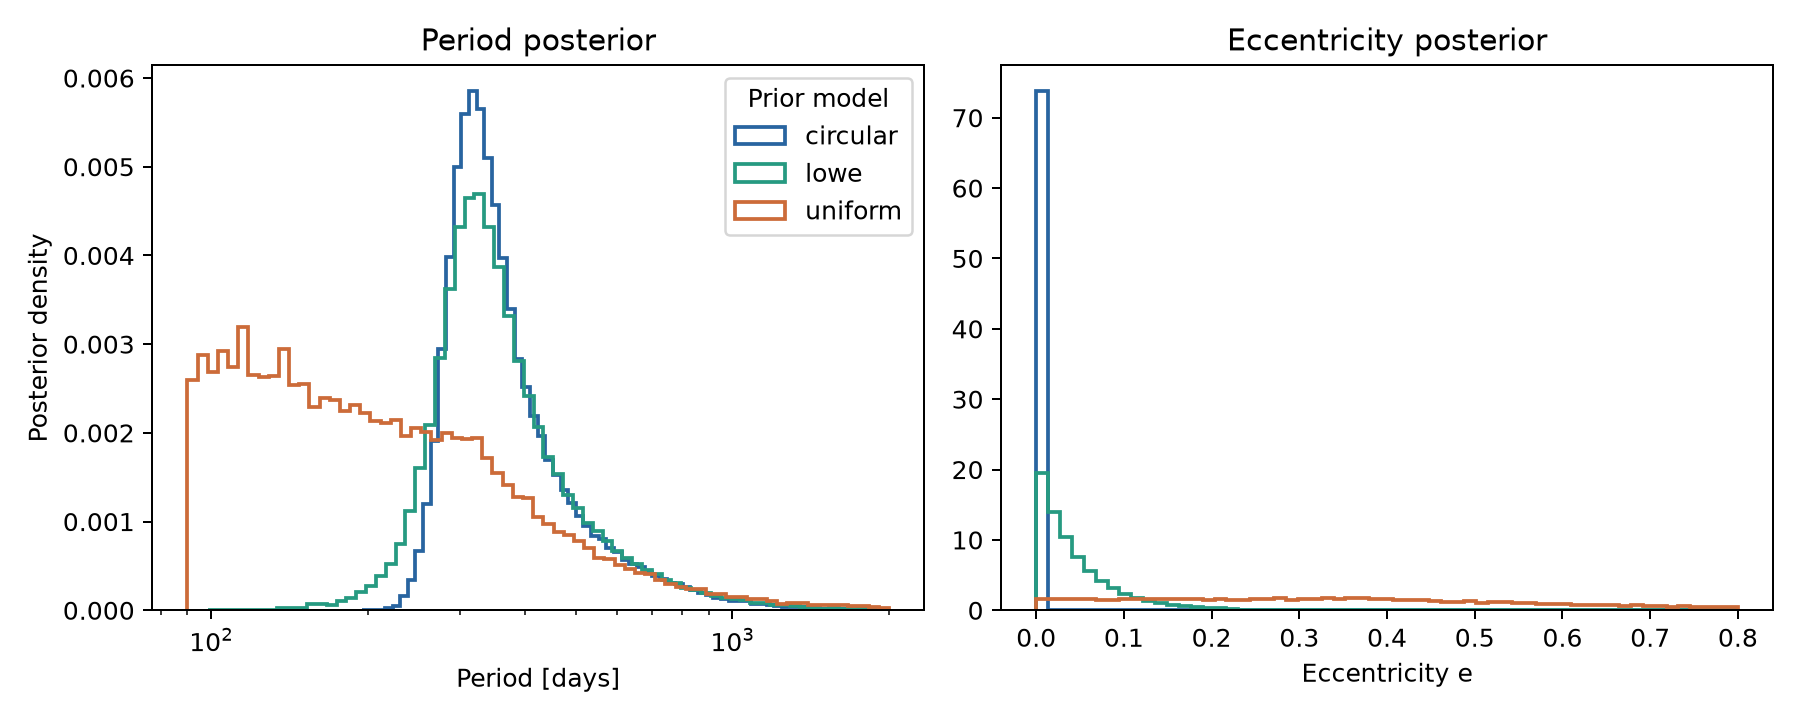 Period posterior
Posterior density
0.006
0.005
0.004
0.003
0.002
0.001
0.000
10²
10³
Period [days]
Prior model
circular
lowe
uniform
Eccentricity posterior
70
60
50
40
30
20
10
0
0.0 0.1 0.2 0.3 0.4 0.5 0.6 0.7 0.8
Eccentricity e